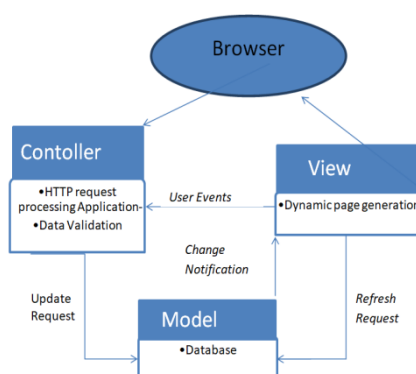 Browser
Contoller
•HTTP request
processing Application-
•Data Validation
View
•Dynamic page generation
User Events
Change
Notification
Update
Request
Refresh
Request
Model
•Database